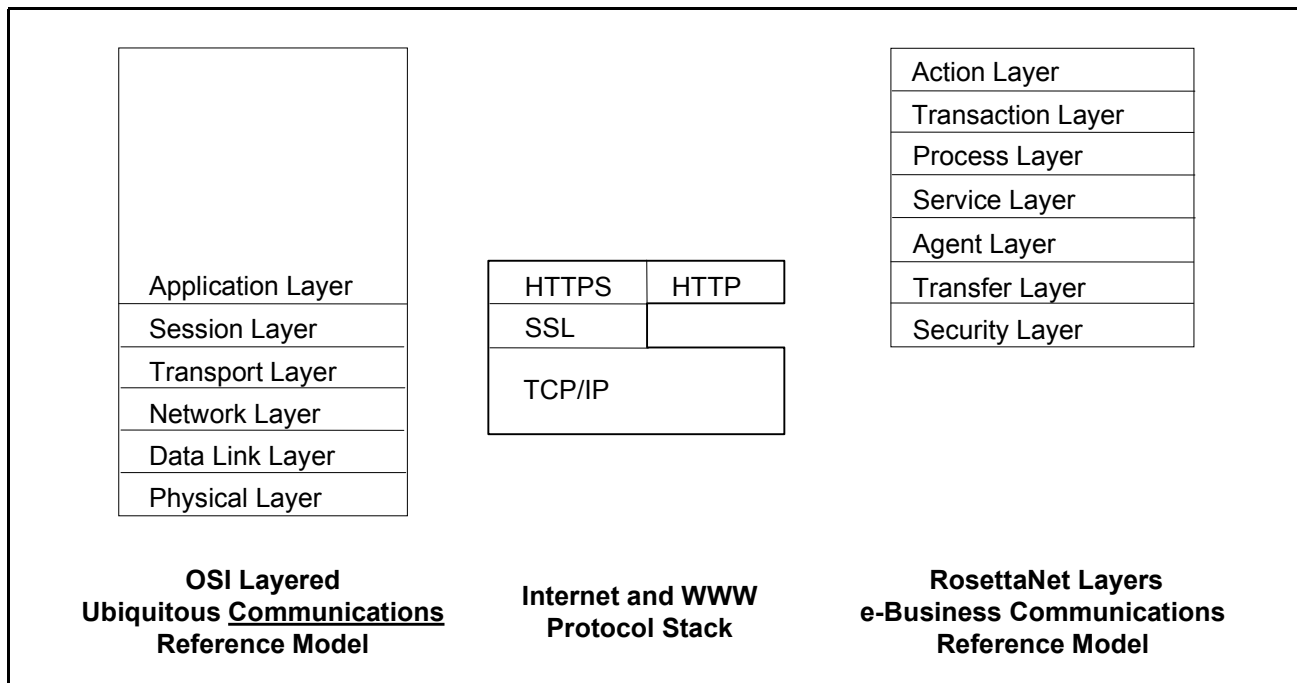 Application Layer
Session Layer
Transport Layer
Network Layer
Data Link Layer
Physical Layer
OSI Layered
Ubiquitous Communications
Reference Model
HTTPS
HTTP
SSL
TCP/IP
Internet and WWW
Protocol Stack
Action Layer
Transaction Layer
Process Layer
Service Layer
Agent Layer
Transfer Layer
Security Layer
RosettaNet Layers
e-Business Communications
Reference Model